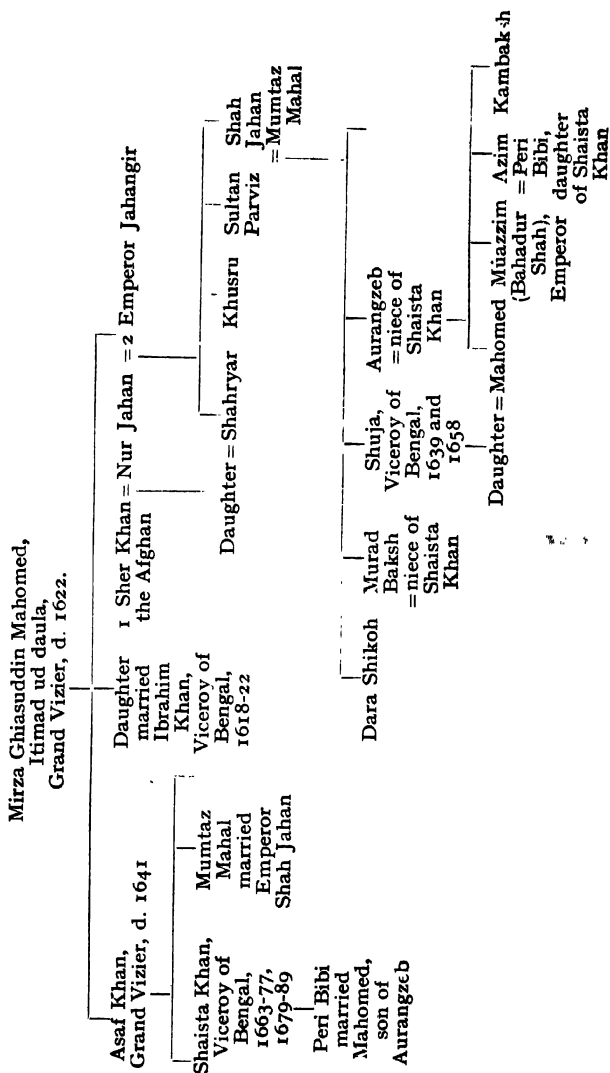 Mirza Ghiasuddin Mahomed,
Itimad ud daula,
Grand Vizier, d. 1622.
Asaf Khan,
Grand Vizier, d. 1641
Daughter
married
Ibrahim
Khan,
Viceroy of
Bengal,
1618-22
1 Sher Khan = Nur Jahan = 2 Emperor Jahangir
the Afghan
Shaista Khan,
Viceroy of
Bengal,
1663-77,
1679-89
Mumtaz
Mahal
married
Emperor
Shah Jahan
Daughter = Shahryar
Khusru
Sultan
Parviz
Shah
Jahan
= Mumtaz
Mahal
Peri Bibi
married
Mahomed,
son of
Aurangzeb
Dara Shikoh
Murad
Baksh
= niece of
Shaista
Khan
Shuja,
Viceroy of
Bengal,
1639 and
1658
Aurangzeb
= niece of
Shaista
Khan
Daughter = Mahomed
Müazzim
(Bahadur
Shah),
Emperor
Azim
= Peri
Bibi,
daughter
of Shaista
Khan
Kambaksh